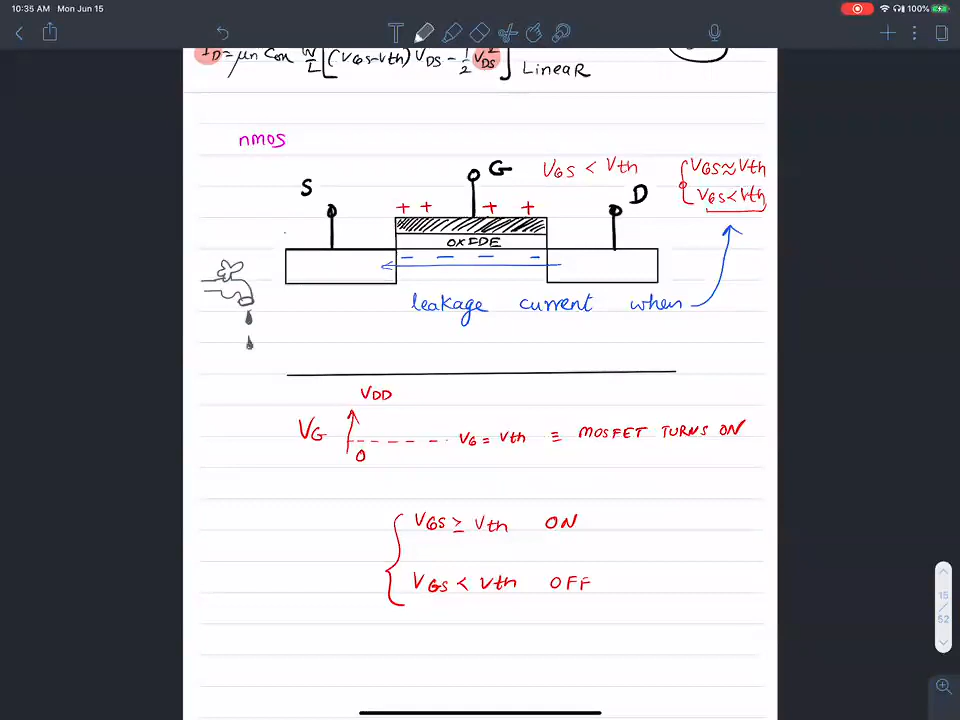 10:35 AM Mon Jun 15
100%
ID = μn Cox W/L [(VGS-Vth) VDS - 1/2 VDS²] LineaR
nmos
VGS < Vth
VGS ≈ Vth
VGS < Vth
S
G
D
+ + + +
OXIDE
leakage current when
VDD
VG
VG = Vth ≡ MOSFET TURNS ON
0
VGS ≥ Vth ON
VGS < Vth OFF
15
/
52